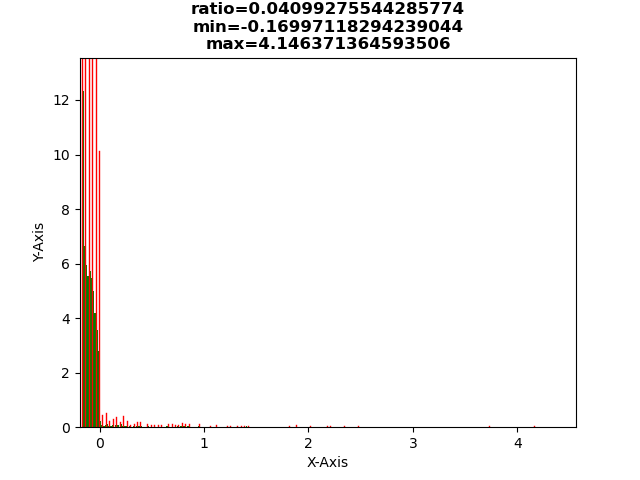 ratio=0.04099275544285774
min=-0.16997118294239044
max=4.146371364593506
12
10
8
6
4
2
0
Y-Axis
0 1 2 3 4
X-Axis